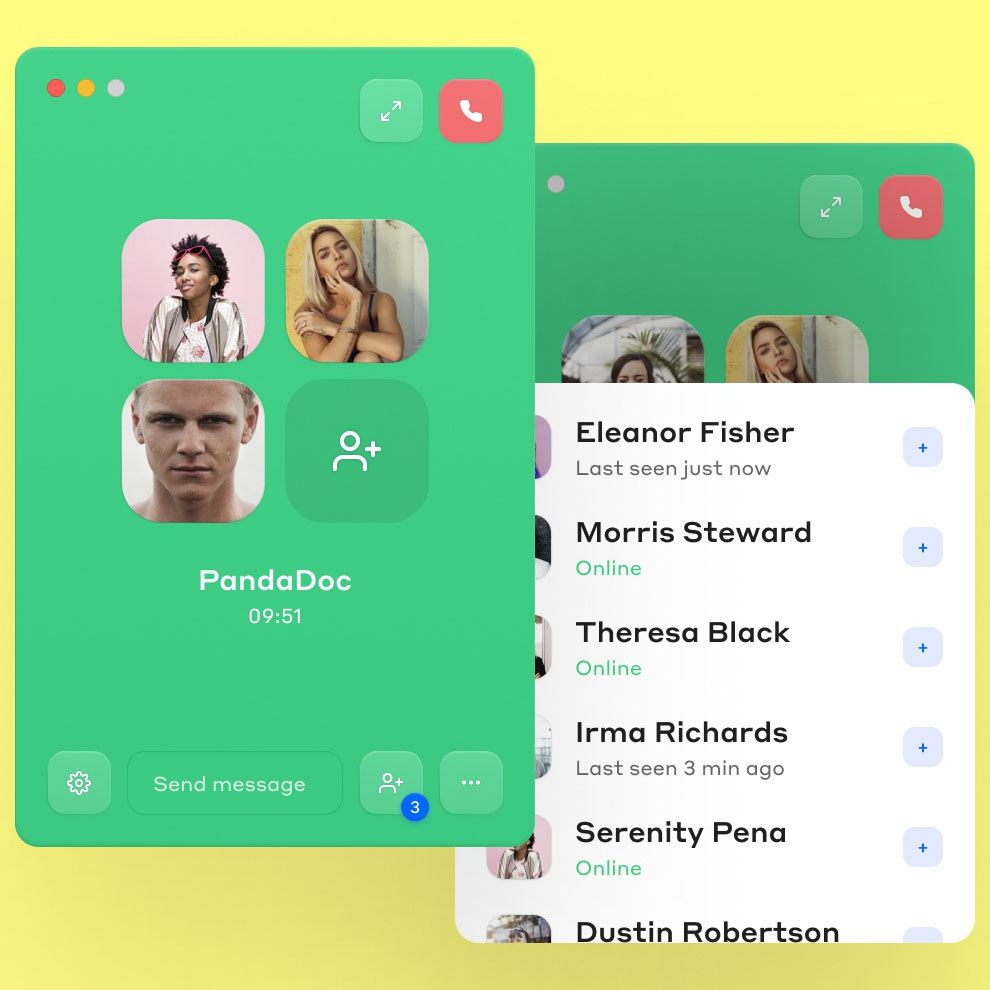 PandaDoc
09:51
Send message
3
Eleanor Fisher
Last seen just now
Morris Steward
Online
Theresa Black
Online
Irma Richards
Last seen 3 min ago
Serenity Pena
Online
Dustin Robertson